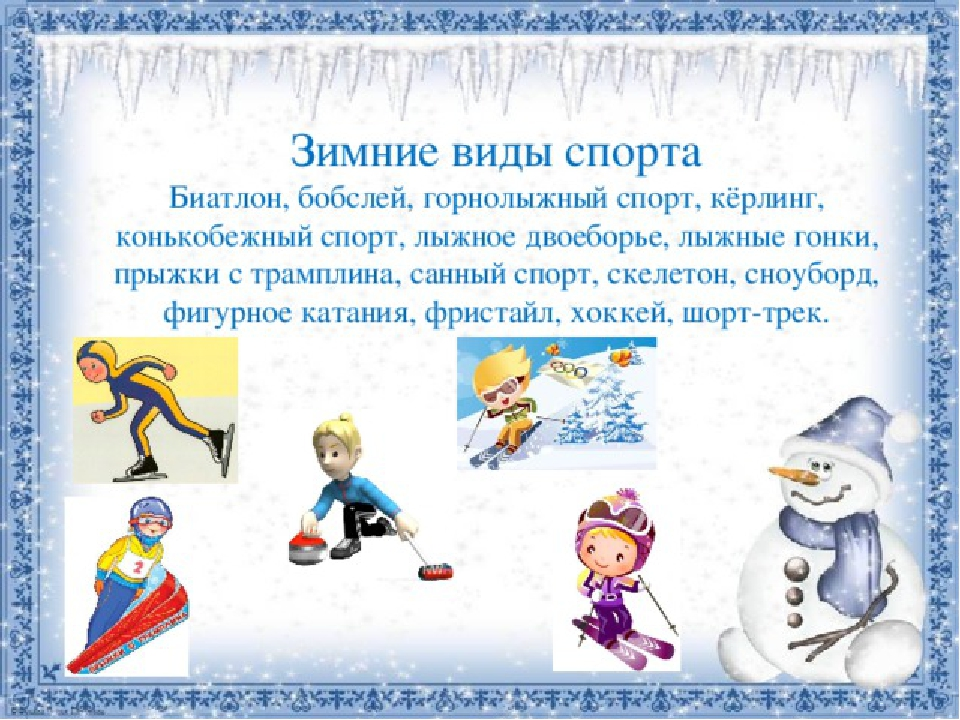 Зимние виды спорта
Биатлон, бобслей, горнолыжный спорт, кёрлинг,
конькобежный спорт, лыжное двоеборье, лыжные гонки,
прыжки с трамплина, санный спорт, скелетон, сноуборд,
фигурное катания, фристайл, хоккей, шорт-трек.
2